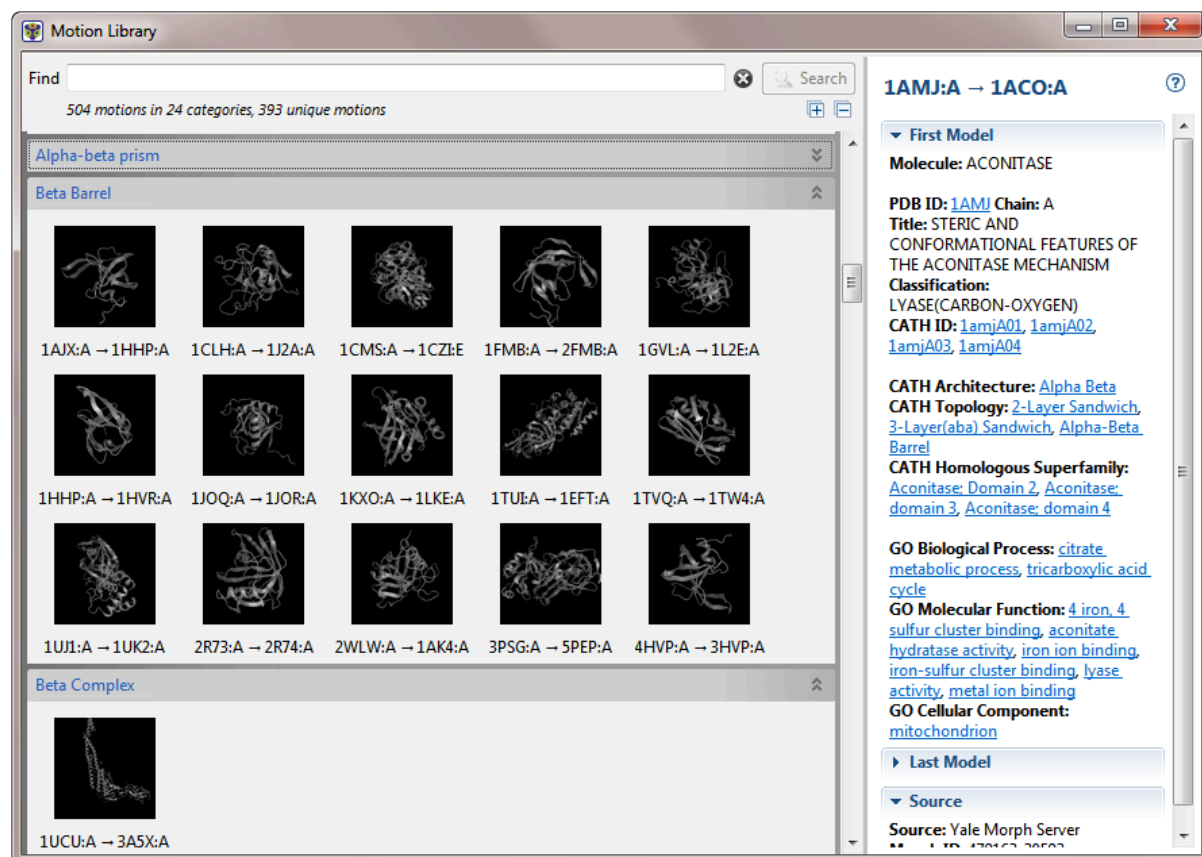 Motion Library
Find
Search
504 motions in 24 categories, 393 unique motions
Alpha-beta prism
Beta Barrel
1AJX:A → 1HHP:A 1CLH:A → 1J2A:A 1CMS:A → 1CZI:E 1FMB:A → 2FMB:A 1GVL:A → 1L2E:A
1HHP:A → 1HVR:A 1JOQ:A → 1JOR:A 1KXO:A → 1LKE:A 1TUI:A → 1EFT:A 1TVQ:A → 1TW4:A
1UJ1:A → 1UK2:A 2R73:A → 2R74:A 2WLW:A → 1AK4:A 3PSG:A → 5PEP:A 4HVP:A → 3HVP:A
Beta Complex
1UCU:A → 3A5X:A
1AMJ:A → 1ACO:A
First Model
Molecule: ACONITASE
PDB ID: 1AMJ Chain: A
Title: STERIC AND
CONFORMATIONAL FEATURES OF
THE ACONITASE MECHANISM
Classification:
LYASE(CARBON-OXYGEN)
CATH ID: 1amjA01, 1amjA02,
1amjA03, 1amjA04
CATH Architecture: Alpha Beta
CATH Topology: 2-Layer Sandwich,
3-Layer(aba) Sandwich, Alpha-Beta
Barrel
CATH Homologous Superfamily:
Aconitase; Domain 2, Aconitase;
domain 3, Aconitase; domain 4
GO Biological Process: citrate
metabolic process, tricarboxylic acid
cycle
GO Molecular Function: 4 iron, 4
sulfur cluster binding, aconitate
hydratase activity, iron ion binding,
iron-sulfur cluster binding, lyase
activity, metal ion binding
GO Cellular Component:
mitochondrion
Last Model
Source
Source: Yale Morph Server